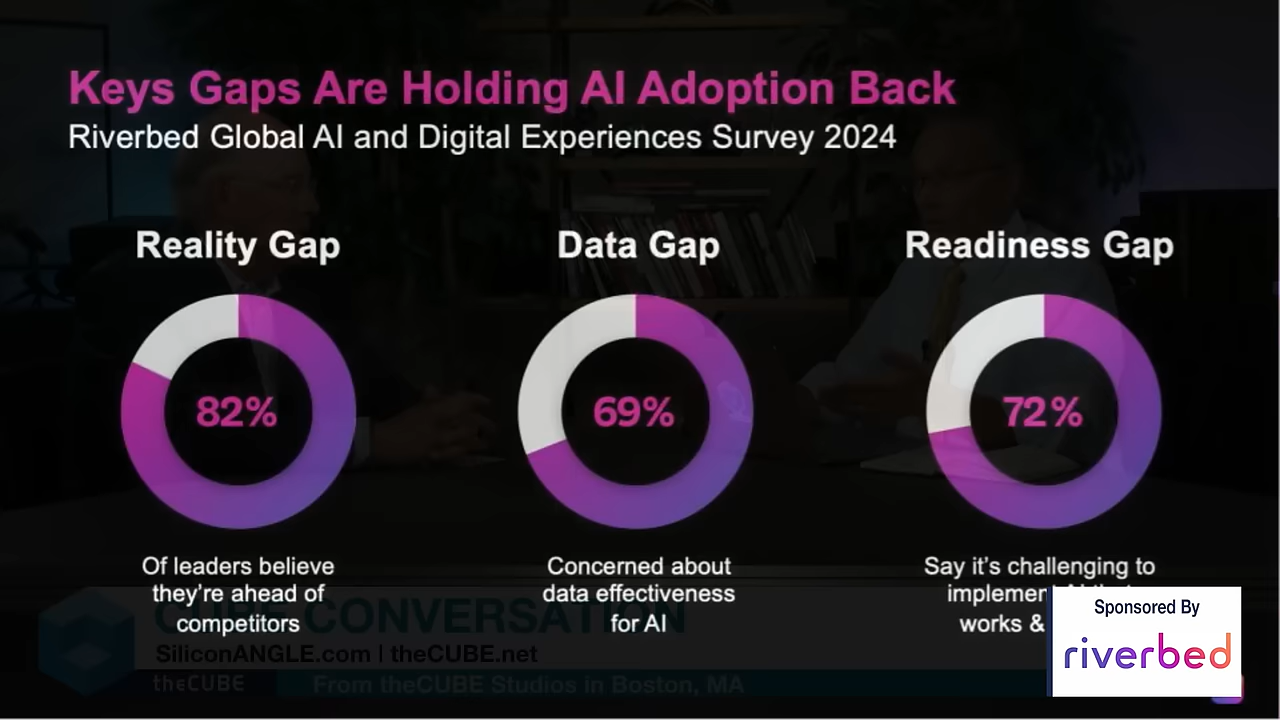 Keys Gaps Are Holding AI Adoption Back
Riverbed Global AI and Digital Experiences Survey 2024
Reality Gap
Data Gap
Readiness Gap
82%
69%
72%
Of leaders believe
they're ahead of
competitors
Concerned about
data effectiveness
for AI
Say it's challenging to
works &
Sponsored By
riverbed
CUBE CONVERSATION
SiliconANGLE.com | theCUBE.net
theCUBE
From theCUBE Studios in Boston, MA